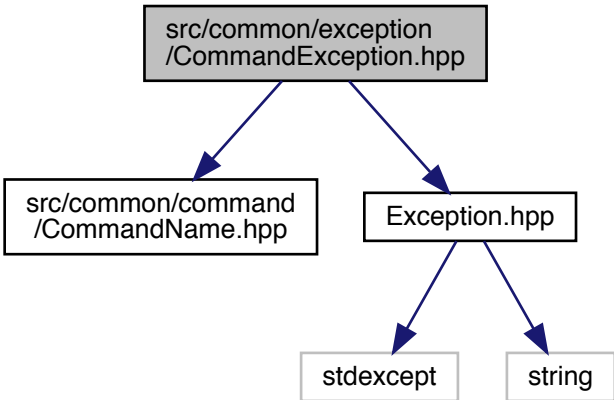 src/common/exception
/CommandException.hpp
src/common/command
/CommandName.hpp
Exception.hpp
stdexcept
string